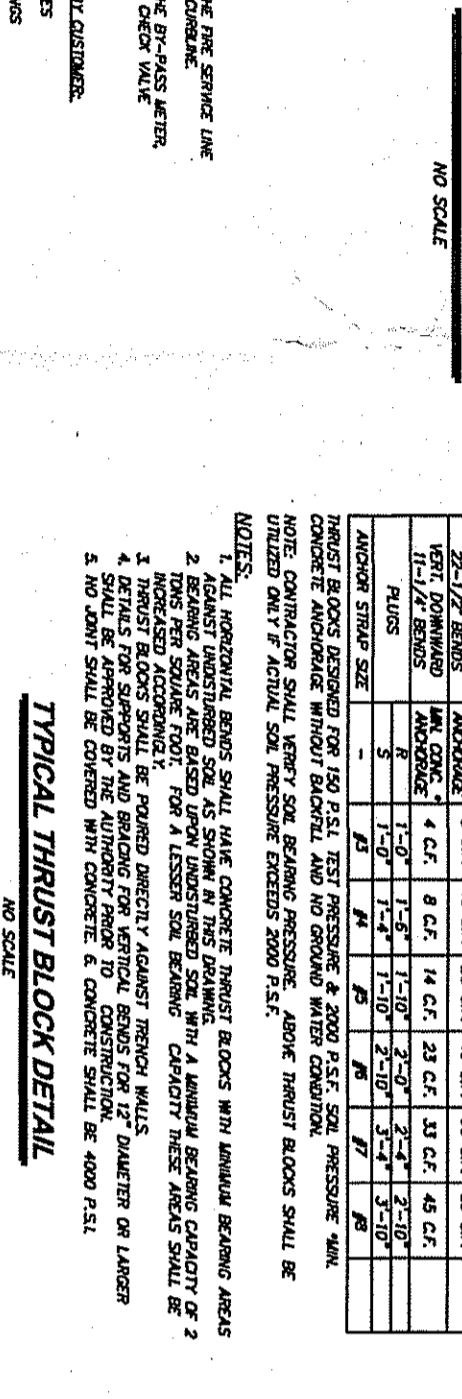 NO SCALE
HE FIRE SERVICE LINE
CURBLINE.
HE BY-PASS METER,
CHECK VALVE
BY CUSTOMER:
ES
NGS
22-1/2° BENDS ANCHORAGE
VERT. DOWNWARD 11-1/4° BENDS MIN. CONC. * ANCHORAGE 4 C.F. 8 C.F. 14 C.F. 23 C.F. 33 C.F. 45 C.F.
PLUGS R 1'-0" 1'-6" 1'-10" 2'-0" 2'-4" 2'-10"
S 1'-0" 1'-4" 1'-10" 2'-10" 3'-4" 3'-10"
ANCHOR STRAP SIZE - #3 #4 #5 #6 #7 #8
THRUST BLOCKS DESIGNED FOR 150 P.S.I. TEST PRESSURE & 2000 P.S.F. SOIL PRESSURE *MIN.
CONCRETE ANCHORAGE WITHOUT BACKFILL AND NO GROUND WATER CONDITION.
NOTE: CONTRACTOR SHALL VERIFY SOIL BEARING PRESSURE. ABOVE THRUST BLOCKS SHALL BE
UTILIZED ONLY IF ACTUAL SOIL PRESSURE EXCEEDS 2000 P.S.F.
NOTES:
1. ALL HORIZONTAL BENDS SHALL HAVE CONCRETE THRUST BLOCKS WITH MINIMUM BEARING AREAS
AGAINST UNDISTURBED SOIL AS SHOWN IN THIS DRAWING.
2 BEARING AREAS ARE BASED UPON UNDISTURBED SOIL WITH A MINIMUM BEARING CAPACITY OF 2
TONS PER SQUARE FOOT. FOR A LESSER SOIL BEARING CAPACITY THESE AREAS SHALL BE
INCREASED ACCORDINGLY.
3. THRUST BLOCKS SHALL BE POURED DIRECTLY AGAINST TRENCH WALLS.
4. DETAILS FOR SUPPORTS AND BRACING FOR VERTICAL BENDS FOR 12" DIAMETER OR LARGER
SHALL BE APPROVED BY THE AUTHORITY PRIOR TO CONSTRUCTION.
5. NO JOINT SHALL BE COVERED WITH CONCRETE. 6. CONCRETE SHALL BE 4000 P.S.I.
TYPICAL THRUST BLOCK DETAIL
NO SCALE